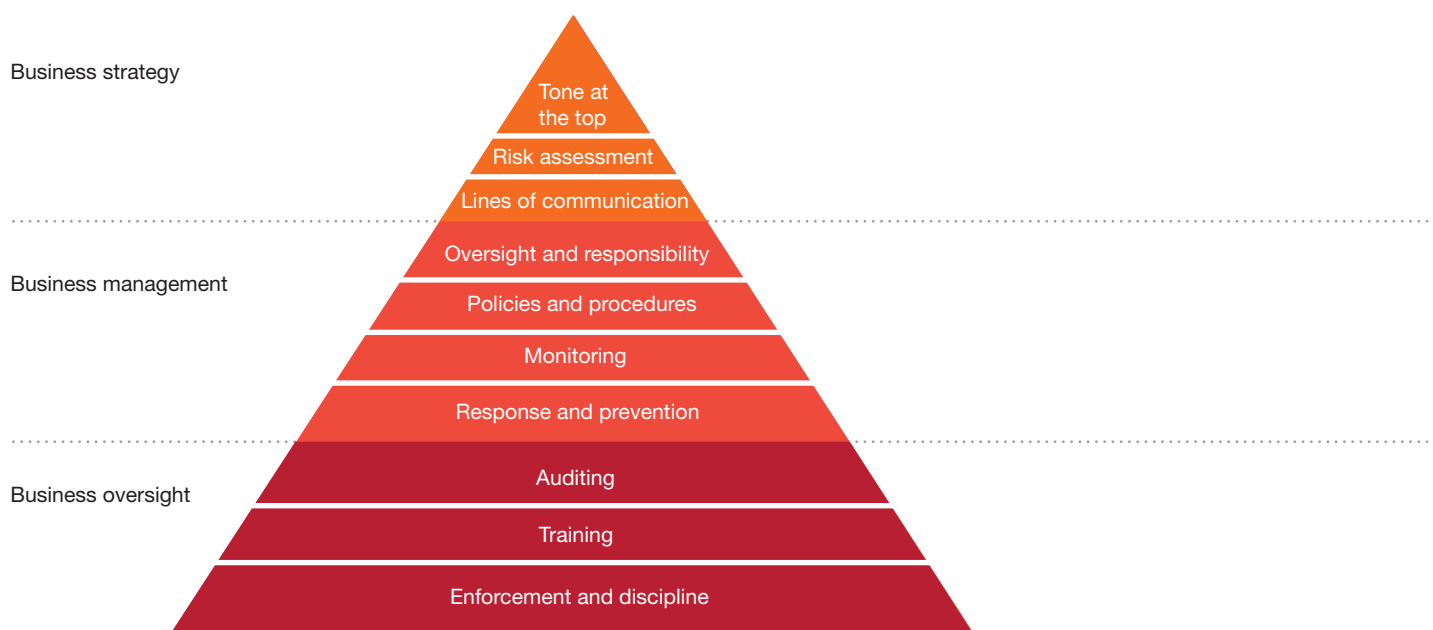 Business strategy
Tone at
the top
Risk assessment
Lines of communication
Oversight and responsibility
Business management
Policies and procedures
Monitoring
Response and prevention
Auditing
Business oversight
Training
Enforcement and discipline